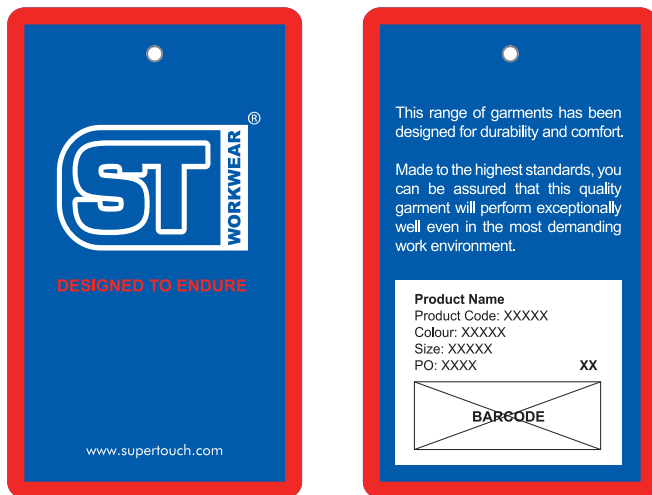 ST
WORKWEAR
®
DESIGNED TO ENDURE
www.supertouch.com
This range of garments has been
designed for durability and comfort.
Made to the highest standards, you
can be assured that this quality
garment will perform exceptionally
well even in the most demanding
work environment.
Product Name
Product Code: XXXXX
Colour: XXXXX
Size: XXXXX
PO: XXXX XX
BARCODE